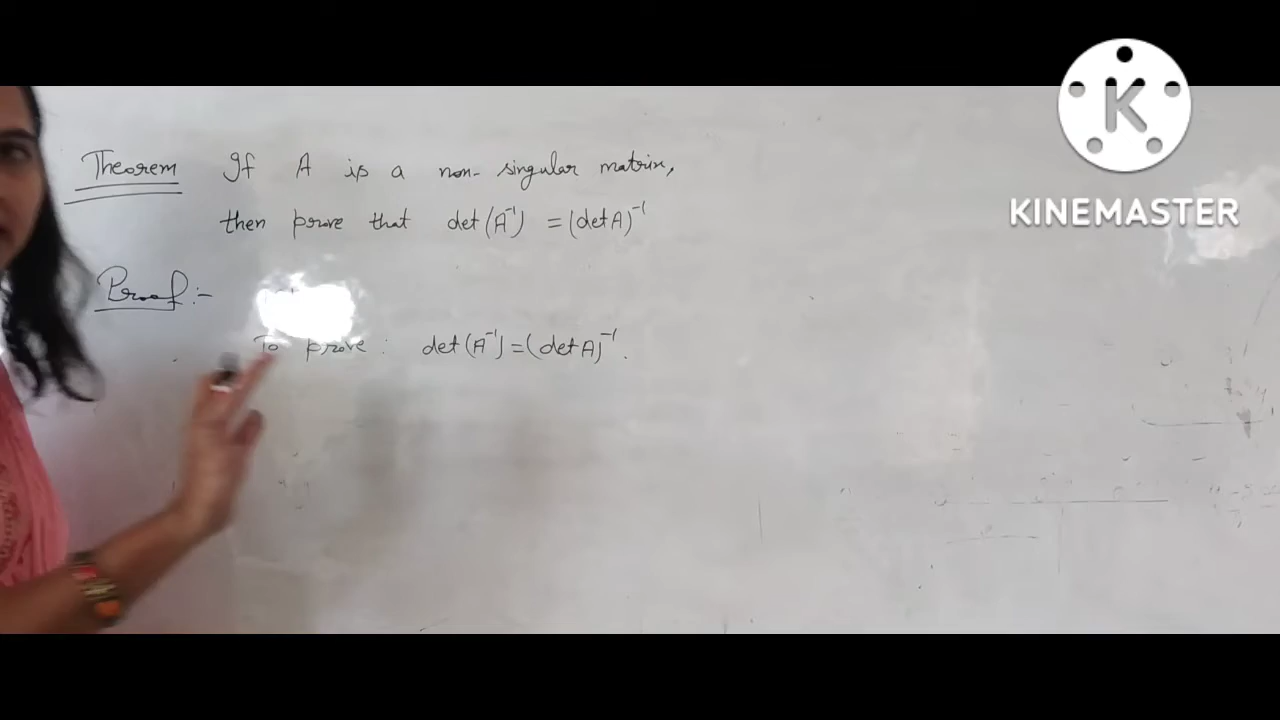 Theorem If A is a non-singular matrix,
then prove that det(A⁻¹) = (det A)⁻¹
Proof :-
To prove : det(A⁻¹) = (det A)⁻¹.
K
KINEMASTER